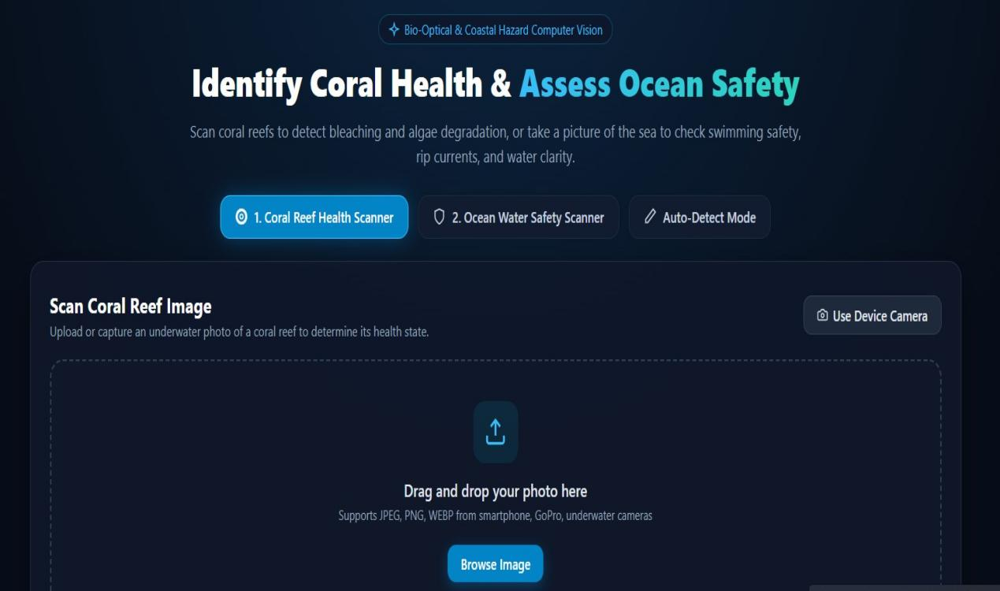 Bio-Optical & Coastal Hazard Computer Vision
Identify Coral Health & Assess Ocean Safety
Scan coral reefs to detect bleaching and algae degradation, or take a picture of the sea to check swimming safety,
rip currents, and water clarity.
1. Coral Reef Health Scanner
2. Ocean Water Safety Scanner
Auto-Detect Mode
Scan Coral Reef Image
Upload or capture an underwater photo of a coral reef to determine its health state.
Use Device Camera
Drag and drop your photo here
Supports JPEG, PNG, WEBP from smartphone, GoPro, underwater cameras
Browse Image